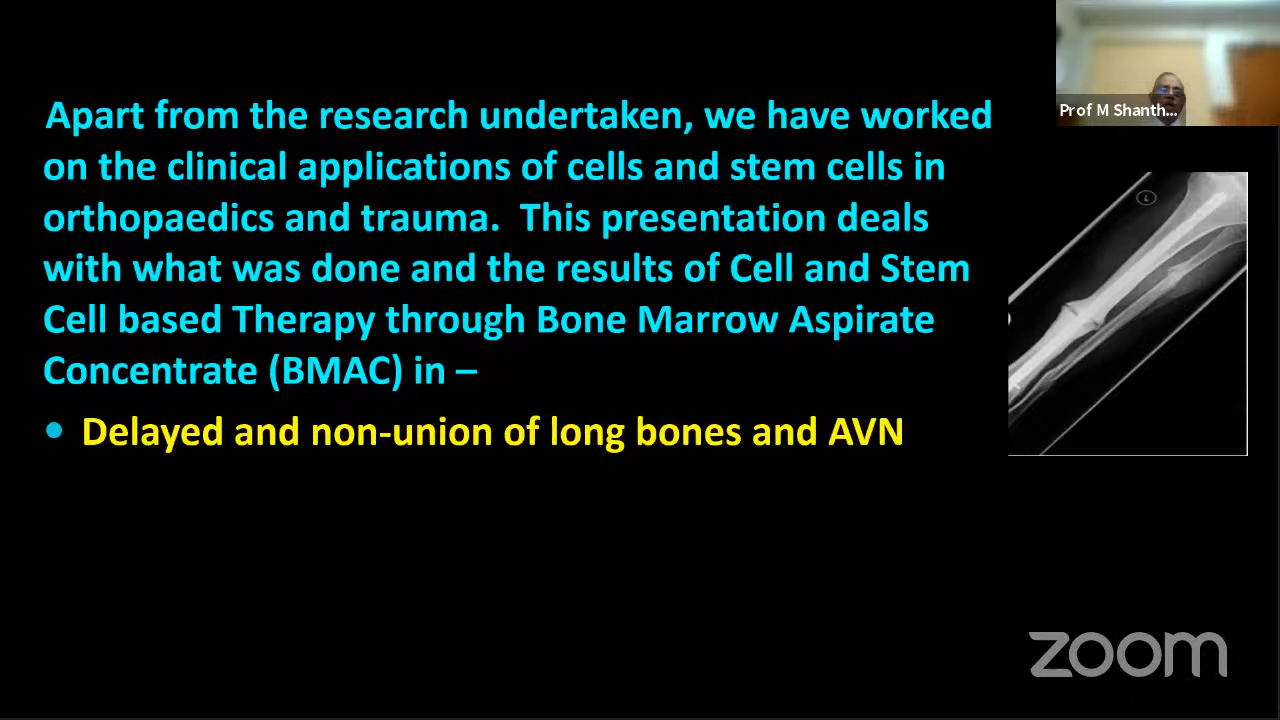 Apart from the research undertaken, we have worked
on the clinical applications of cells and stem cells in
orthopaedics and trauma.  This presentation deals
with what was done and the results of Cell and Stem
Cell based Therapy through Bone Marrow Aspirate
Concentrate (BMAC) in –
• Delayed and non-union of long bones and AVN
Prof M Shanth...
L
zoom